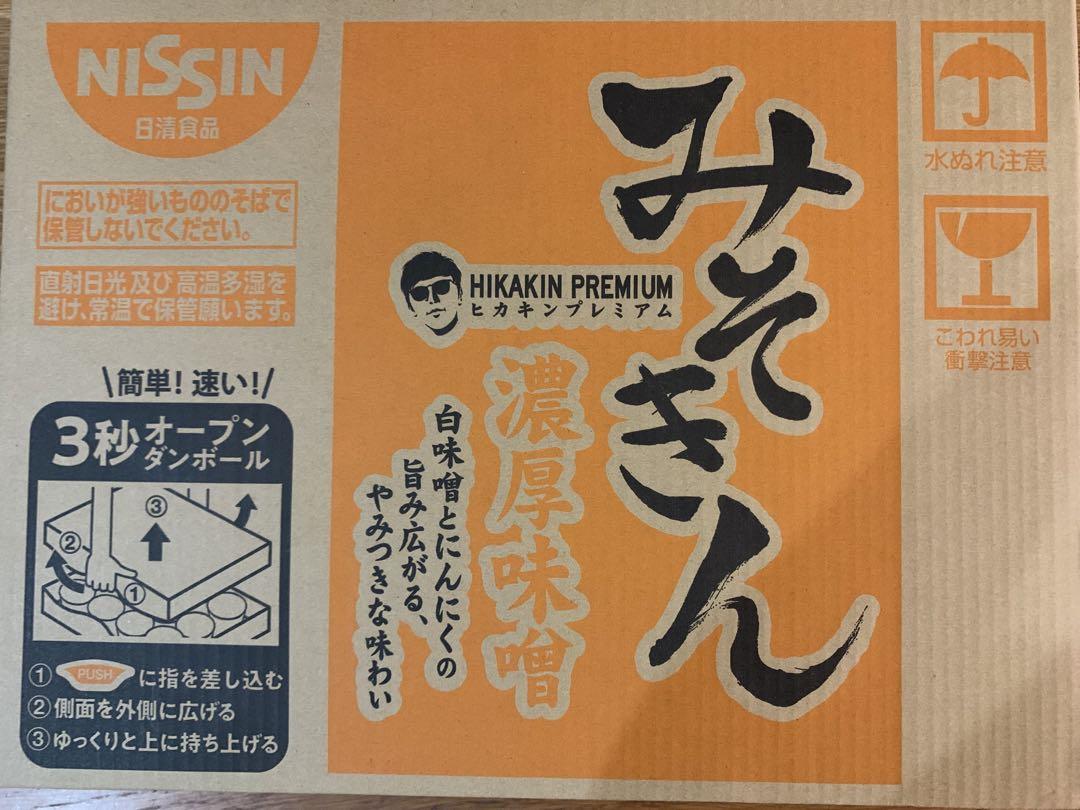 NISSIN
日清食品
においが強いもののそばで
保管しないでください。
直射日光及び高温多湿を
避け、常温で保管願います。
\簡単！速い！/
3秒オープン
ダンボール
③
②
①
① PUSH に指を差し込む
② 側面を外側に広げる
③ ゆっくりと上に持ち上げる
みそきん
HIKAKIN PREMIUM
ヒカキンプレミアム
濃厚味噌
白味噌とにんにくの
旨み広がる、
やみつきな味わい
水ぬれ注意
こわれ易い
衝撃注意